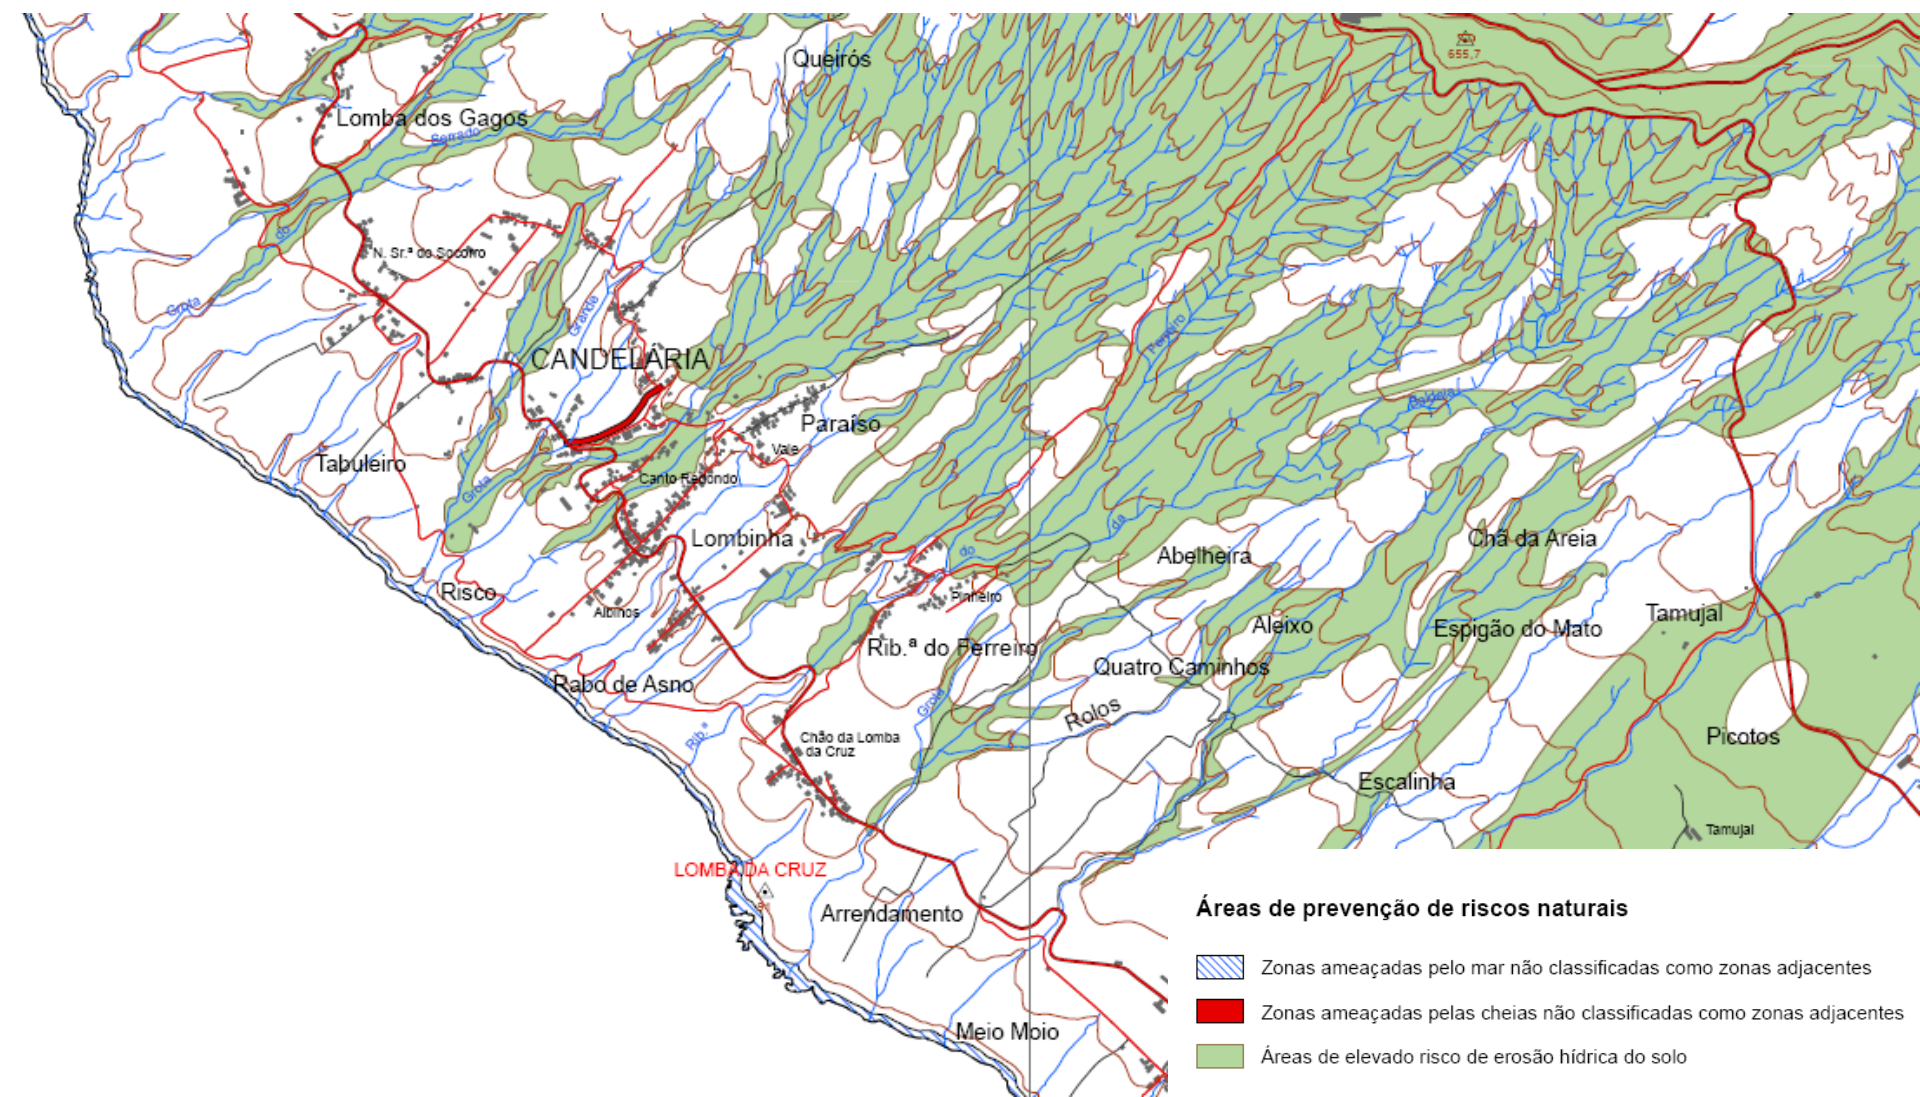 Queirós
655,7
Lomba dos Gagos
Serrado
do
N. Sr.ª do Socorro
Grota
Grande
CANDELÁRIA
Ferreiro
Paraíso
Vale
Tabuleiro
Canto Redondo
Grota
Lombinha
da
do
Abelheira
Chã da Areia
Risco
Albinos
Pinheiro
Aleixo
Espigão do Mato
Tamujal
Rib.ª do Ferreiro
Quatro Caminhos
Rabo de Asno
Grota
Rolos
Rib.ª
Chão da Lomba
da Cruz
Picotos
Escalinha
Tamujal
LOMBA DA CRUZ
Arrendamento
Meio Moio
Áreas de prevenção de riscos naturais
Zonas ameaçadas pelo mar não classificadas como zonas adjacentes
Zonas ameaçadas pelas cheias não classificadas como zonas adjacentes
Áreas de elevado risco de erosão hídrica do solo